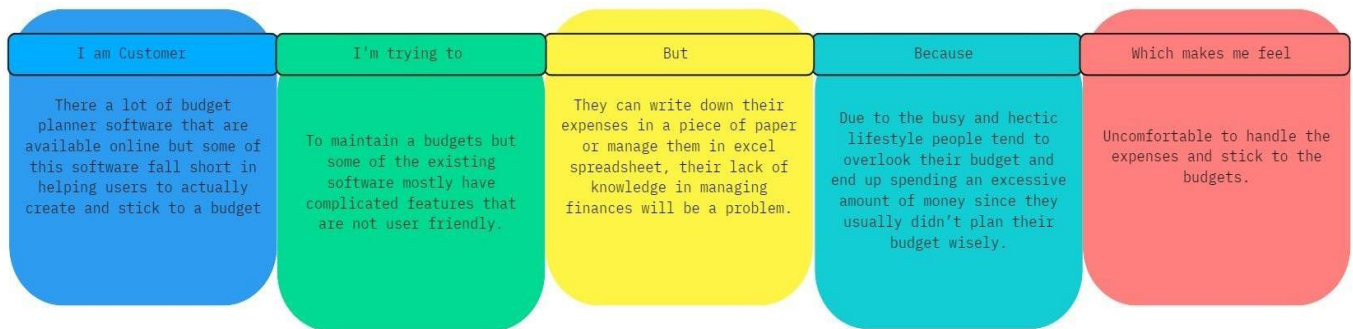 I am Customer
There a lot of budget
planner software that are
available online but some of
this software fall short in
helping users to actually
create and stick to a budget
I'm trying to
To maintain a budgets but
some of the existing
software mostly have
complicated features that
are not user friendly.
But
They can write down their
expenses in a piece of paper
or manage them in excel
spreadsheet, their lack of
knowledge in managing
finances will be a problem.
Because
Due to the busy and hectic
lifestyle people tend to
overlook their budget and
end up spending an excessive
amount of money since they
usually didn’t plan their
budget wisely.
Which makes me feel
Uncomfortable to handle the
expenses and stick to the
budgets.